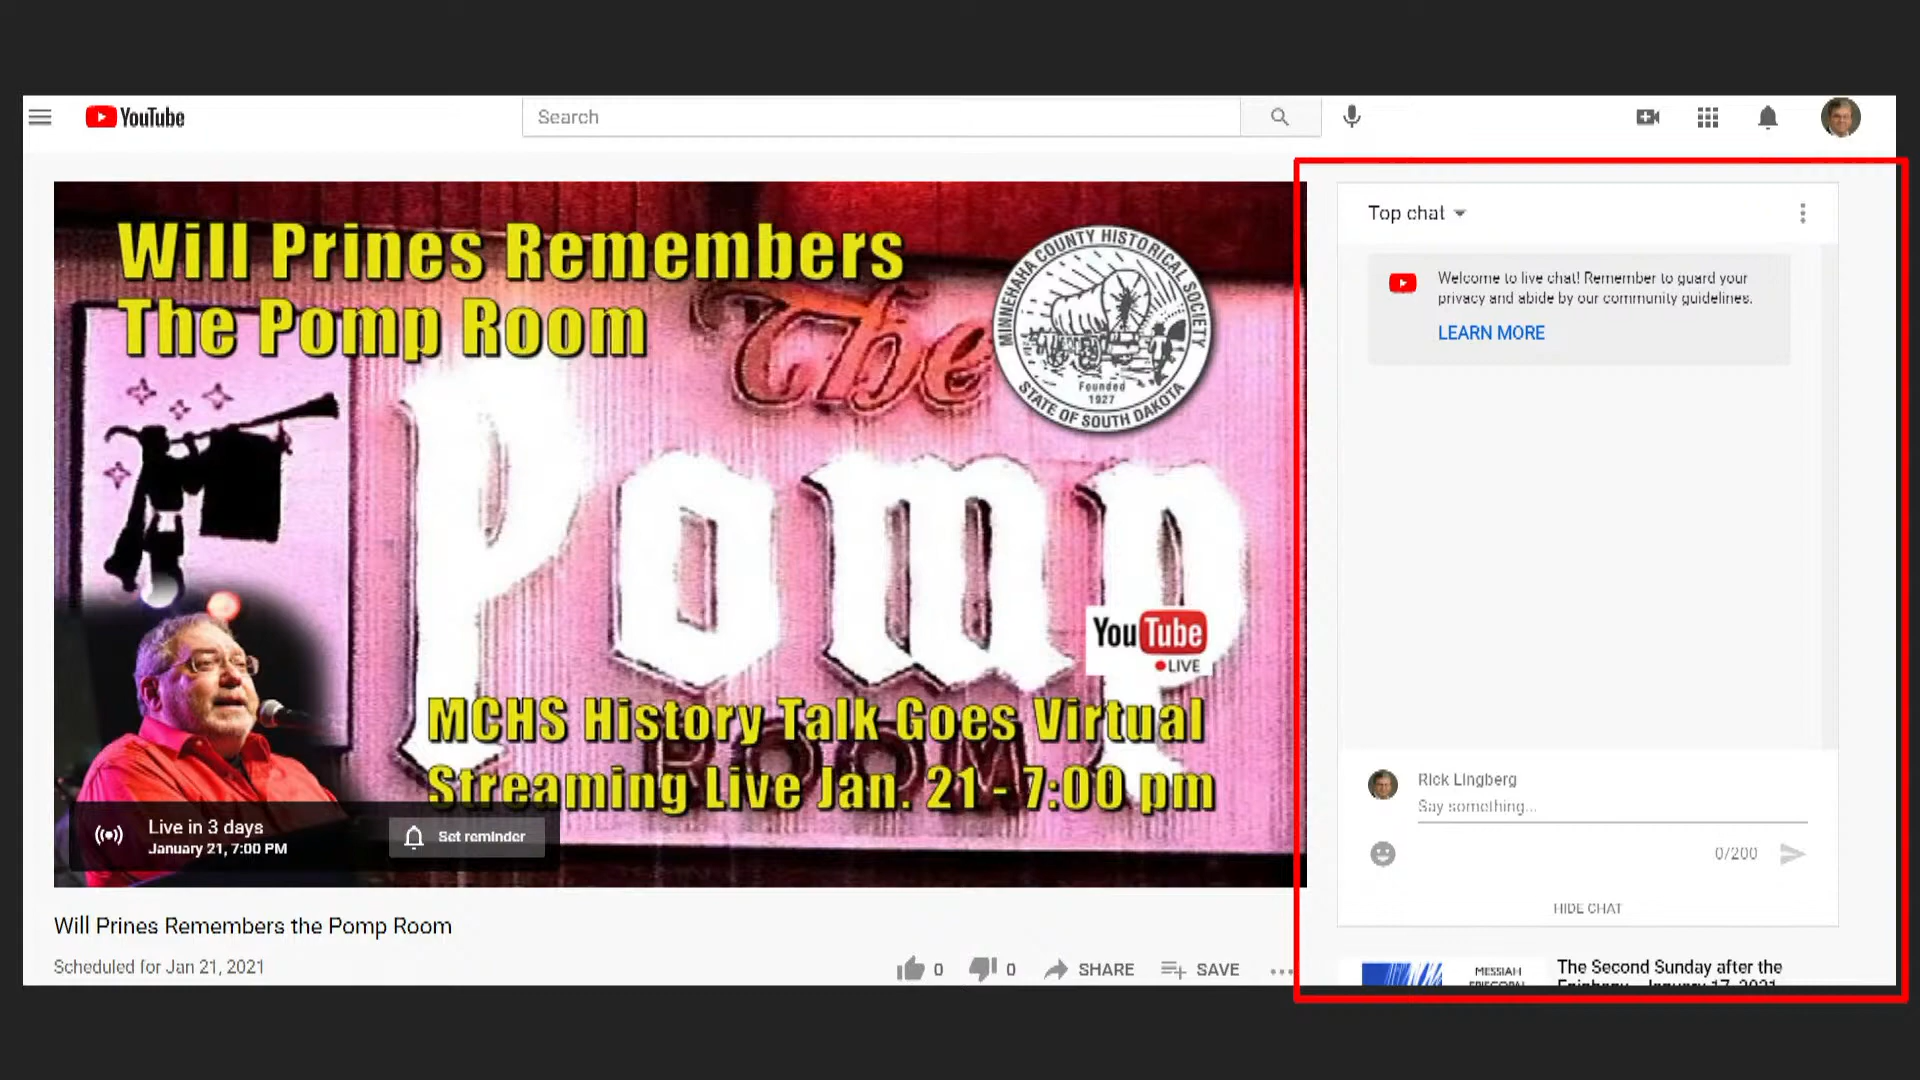 YouTube
Search
Will Prines Remembers
The Pomp Room
MINNEHAHA COUNTY HISTORICAL SOCIETY
Founded
1927
STATE OF SOUTH DAKOTA
The
Pomp
ROOM
YouTube
LIVE
MCHS History Talk Goes Virtual
Streaming Live Jan. 21 - 7:00 pm
Live in 3 days
January 21, 7:00 PM
Set reminder
Will Prines Remembers the Pomp Room
Scheduled for Jan 21, 2021
0
0
SHARE
SAVE
Top chat
Welcome to live chat! Remember to guard your
privacy and abide by our community guidelines.
LEARN MORE
Rick Lingberg
Say something...
0/200
HIDE CHAT
MESSIAH
EPISCOPAL
The Second Sunday after the
Epiphany - January 17, 2021